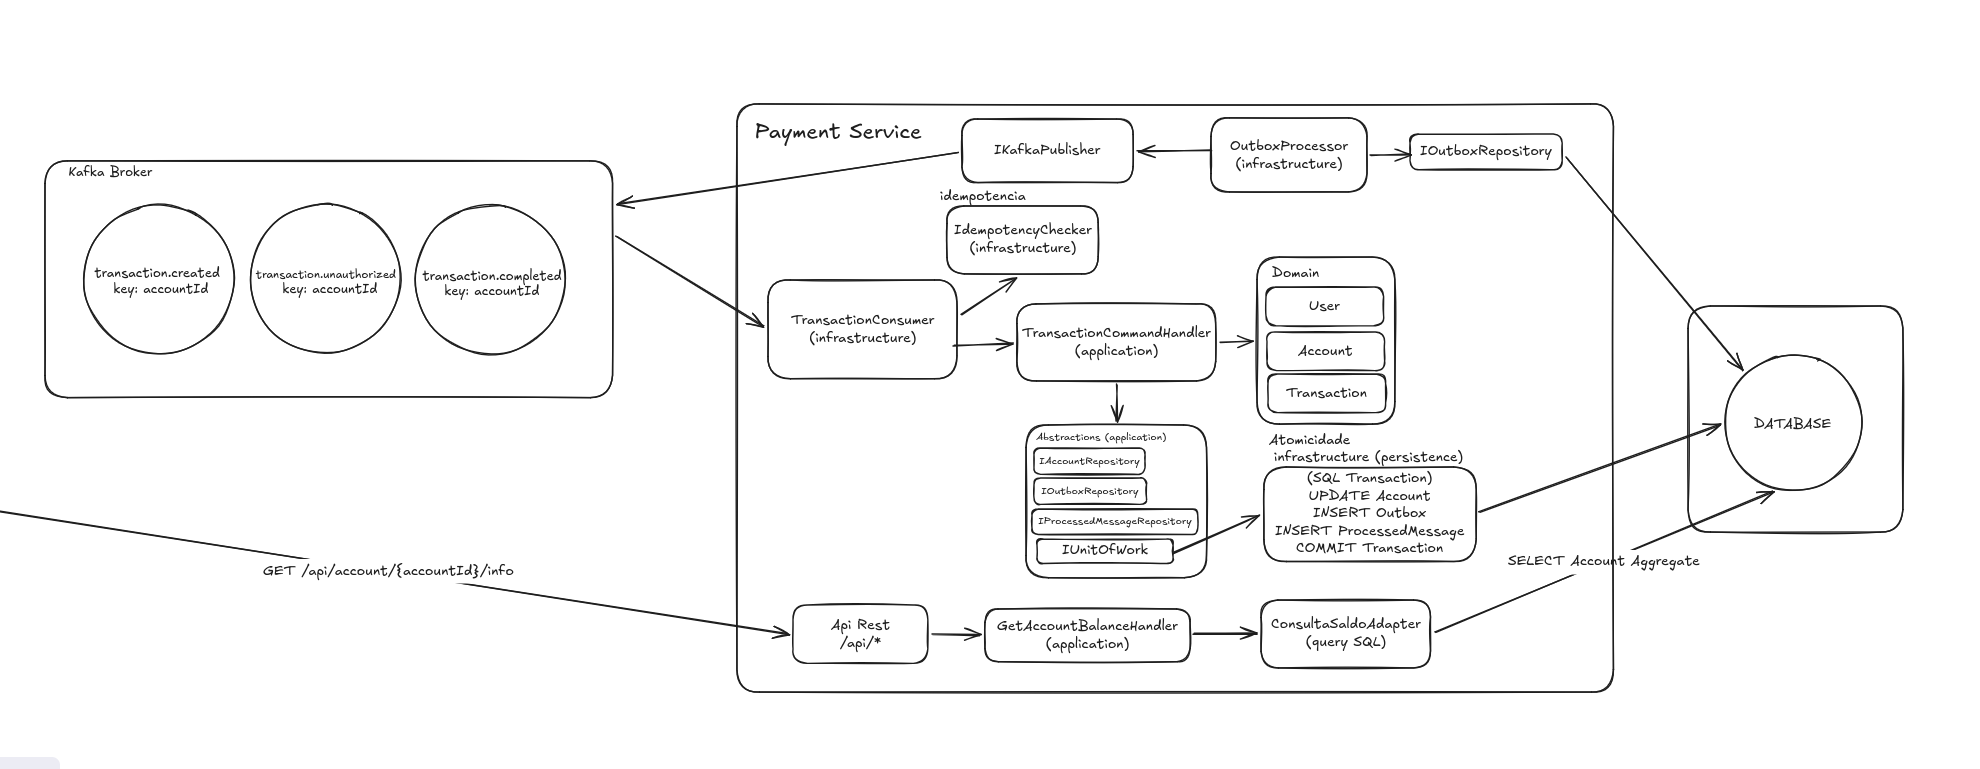 Kafka Broker
transaction.created
key: accountId
transaction.unauthorized
key: accountId
transaction.completed
key: accountId
Payment Service
IKafkaPublisher
OutboxProcessor
(infrastructure)
IOutboxRepository
idempotencia
IdempotencyChecker
(infrastructure)
TransactionConsumer
(infrastructure)
TransactionCommandHandler
(application)
Domain
User
Account
Transaction
Abstractions (application)
IAccountRepository
IOutboxRepository
IProcessedMessageRepository
IUnitOfWork
Atomicidade
infrastructure (persistence)
(SQL Transaction)
UPDATE Account
INSERT Outbox
INSERT ProcessedMessage
COMMIT Transaction
DATABASE
SELECT Account Aggregate
GET /api/account/{accountId}/info
Api Rest
/api/*
GetAccountBalanceHandler
(application)
ConsultaSaldoAdapter
(query SQL)